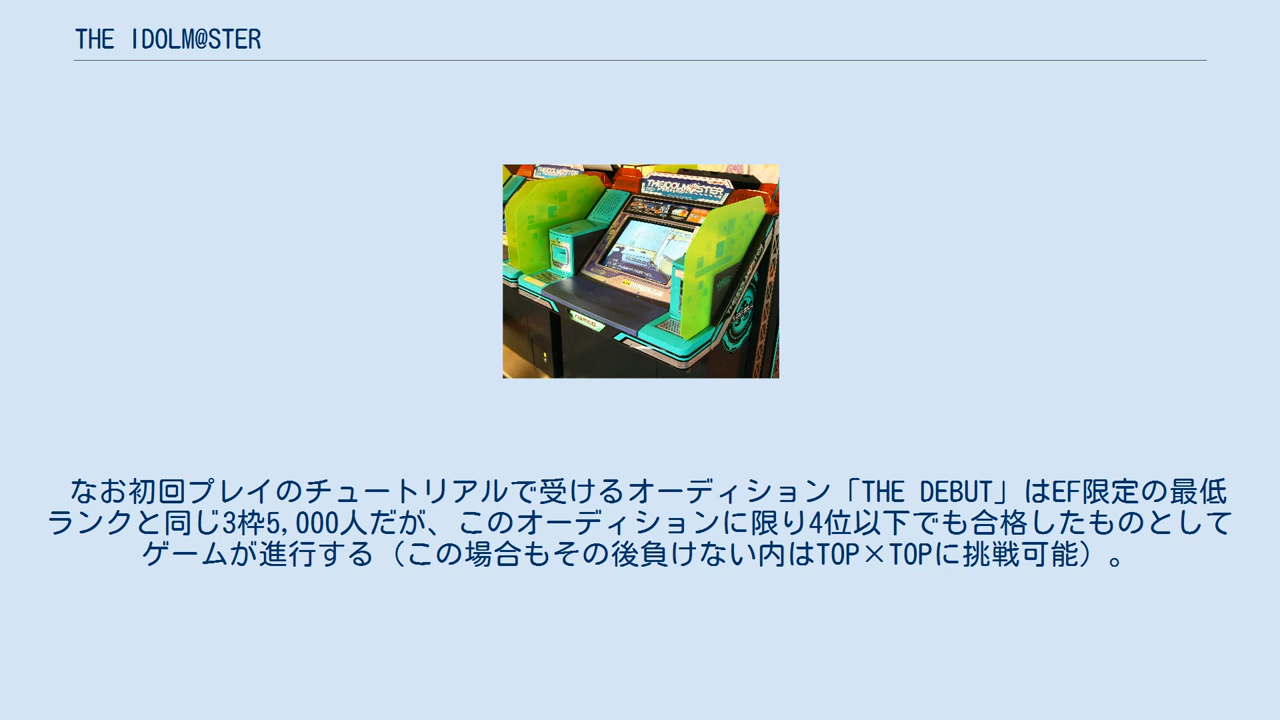 THE IDOLM@STER
THE IDOLM@STER
namco
なお初回プレイのチュートリアルで受けるオーディション「THE DEBUT」はEF限定の最低
ランクと同じ3枠5,000人だが、このオーディションに限り4位以下でも合格したものとして
ゲームが進行する（この場合もその後負けない内はTOP×TOPに挑戦可能）。